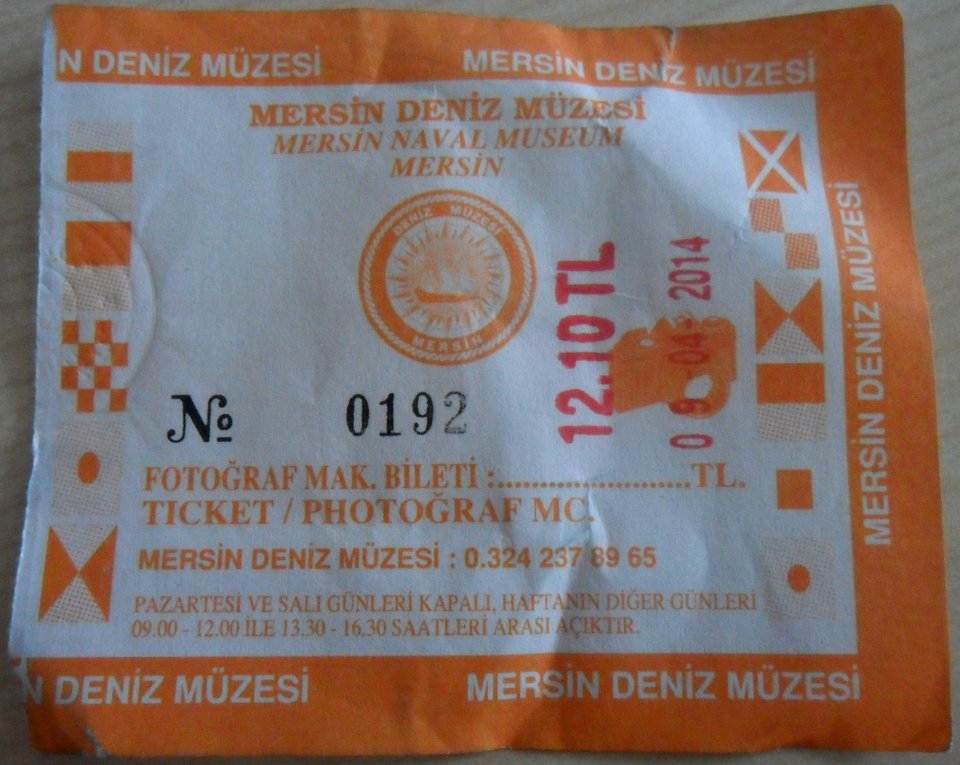 N DENİZ MÜZESİ
MERSİN DENİZ MÜZESİ
MERSİN DENİZ MÜZESİ
MERSİN NAVAL MUSEUM
MERSİN
DENİZ MÜZESİ
MERSİN
12.10 TL
0 9 -04- 2014
MERSİN DENİZ MÜZESİ
№ 0192
FOTOĞRAF MAK. BİLETİ :........................TL.
TICKET / PHOTOĞRAF MC.
MERSİN DENİZ MÜZESİ : 0.324 237 89 65
PAZARTESİ VE SALI GÜNLERİ KAPALI, HAFTANIN DİĞER GÜNLERİ
09.00 - 12.00 İLE 13.30 - 16.30 SAATLERİ ARASI AÇIKTIR.
N DENİZ MÜZESİ
MERSİN DENİZ MÜZESİ